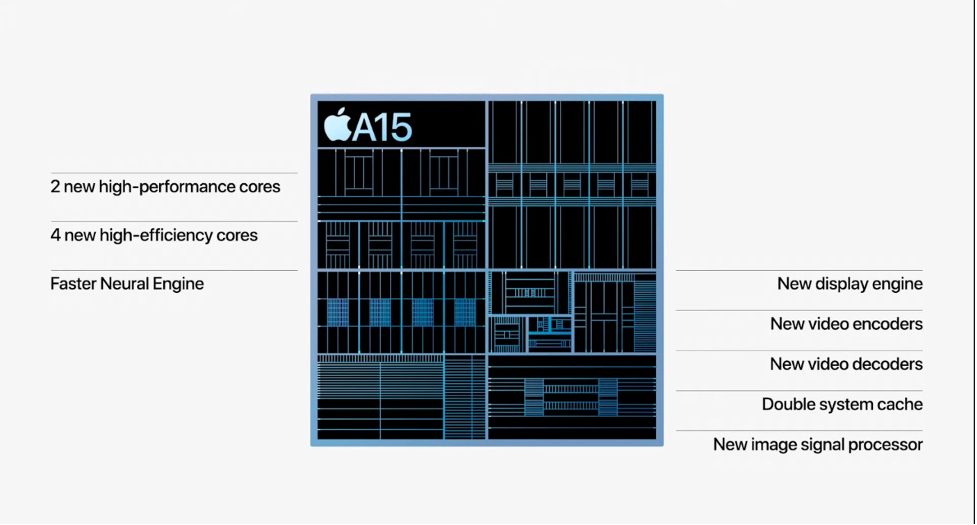 A15
2 new high-performance cores
4 new high-efficiency cores
Faster Neural Engine
New display engine
New video encoders
New video decoders
Double system cache
New image signal processor